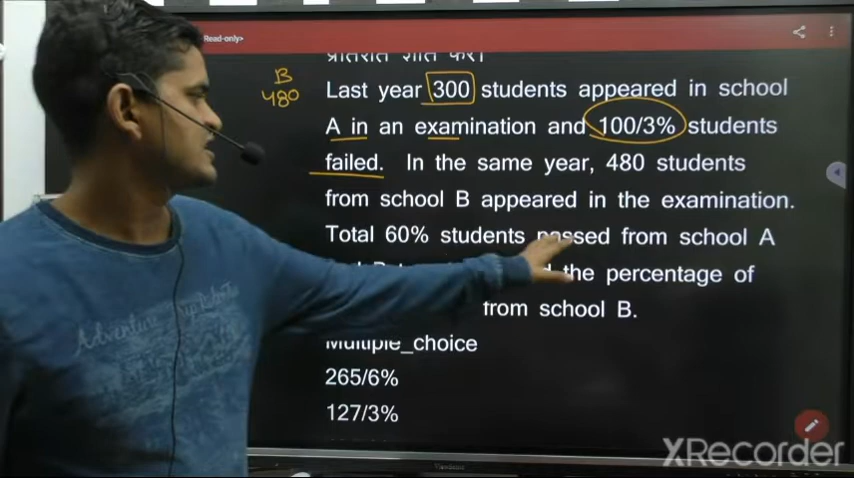 Read-only>
B
480
Last year 300 students appeared in school
A in an examination and 100/3% students
failed. In the same year, 480 students
from school B appeared in the examination.
Total 60% students passed from school A
the percentage of
from school B.
Multiple_choice
265/6%
127/3%
Adventure
ViewSonic
XRecorder